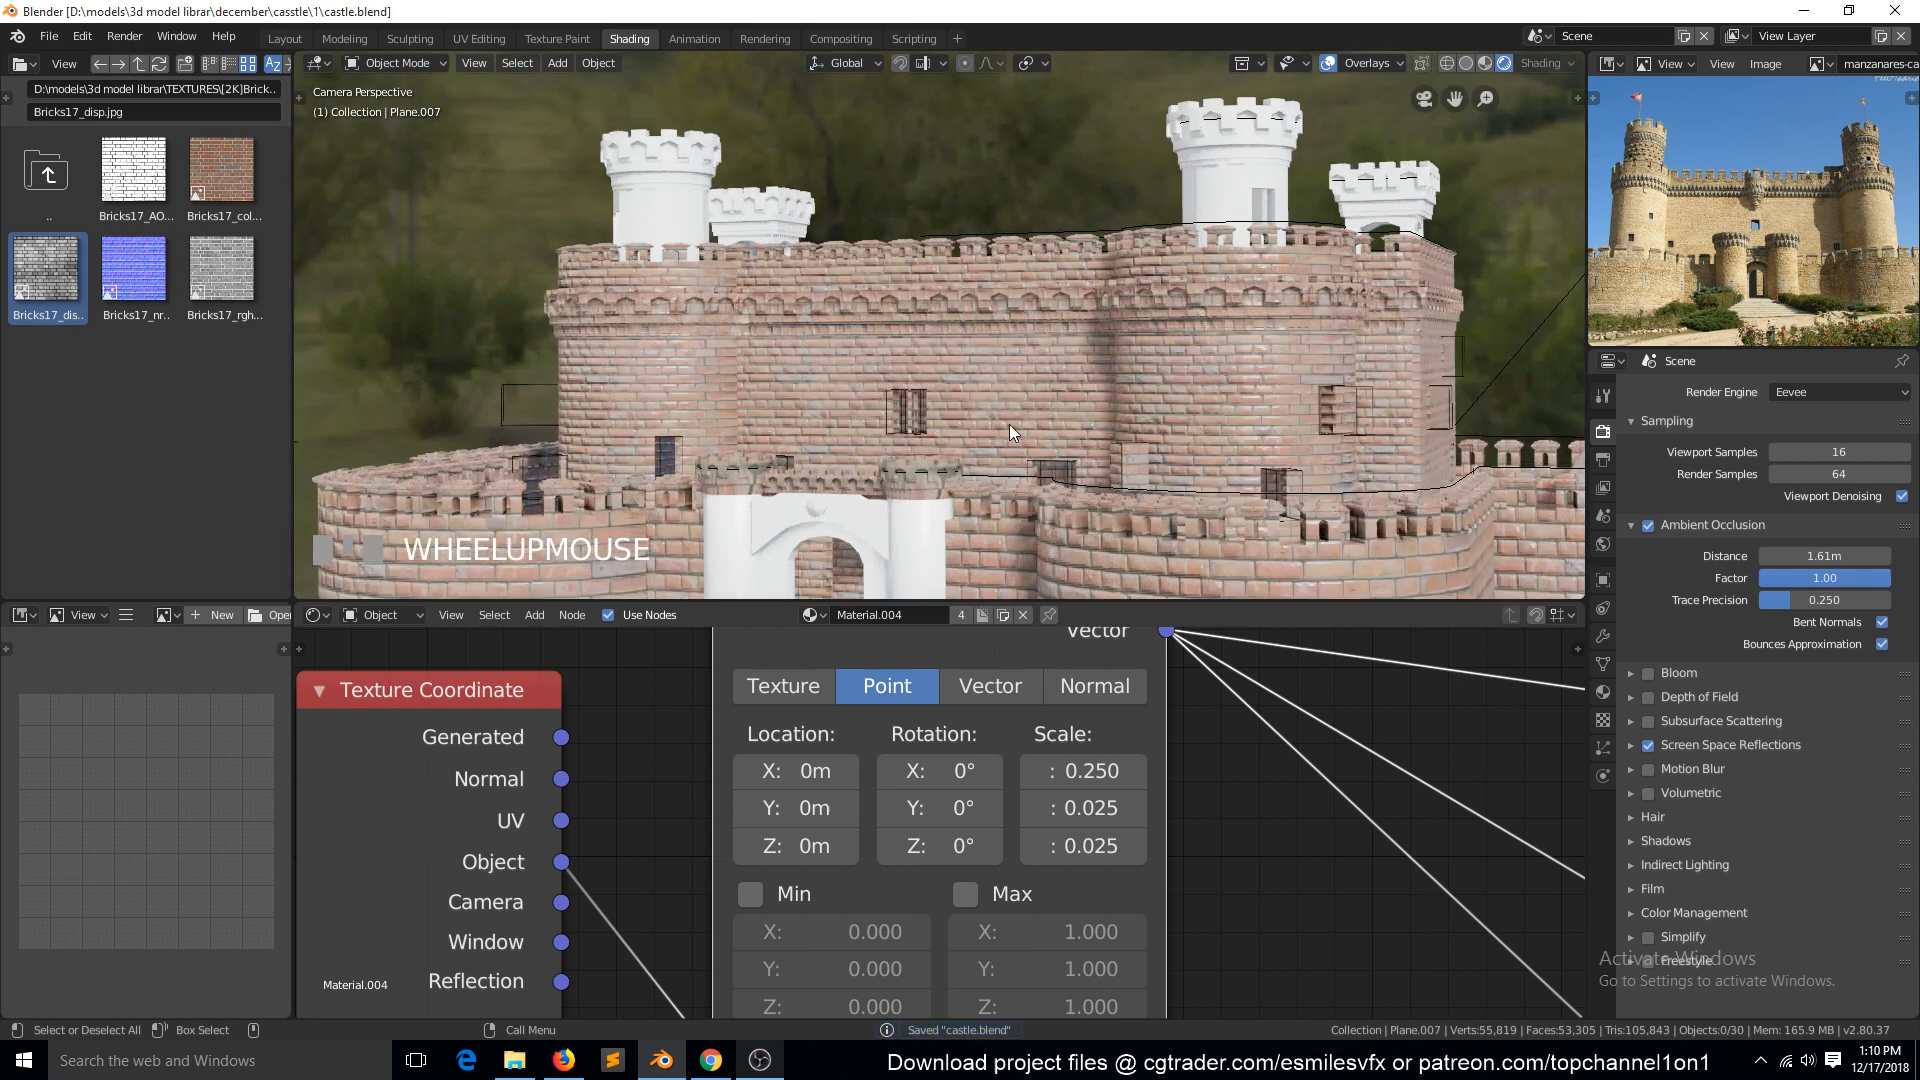 Blender [D:\models\3d model librar\december\casstle\1\castle.blend]
File Edit Render Window Help
Layout Modeling Sculpting UV Editing Texture Paint Shading Animation Rendering Compositing Scripting +
Scene
View Layer
View
Object Mode View Select Add Object
Global
Overlays
Shading
View View Image
manzanares-ca
D:\models\3d model librar\TEXTURES\[2K]Brick..
Bricks17_disp.jpg
Camera Perspective
(1) Collection | Plane.007
..
Bricks17_AO...
Bricks17_col...
Bricks17_dis..
Bricks17_nr..
Bricks17_rgh...
WHEELUPMOUSE
Scene
Render Engine Eevee
Sampling
Viewport Samples 16
Render Samples 64
Viewport Denoising
Ambient Occlusion
Distance 1.61m
Factor 1.00
Trace Precision 0.250
Bent Normals
Bounces Approximation
Bloom
Depth of Field
Subsurface Scattering
Screen Space Reflections
Motion Blur
Volumetric
Hair
Shadows
Indirect Lighting
Film
Color Management
Simplify
Freestyle
Activate Windows
Go to Settings to activate Windows.
View
New
Open
Object View Select Add Node Use Nodes
Material.004 4
Texture Coordinate
Generated
Normal
UV
Object
Camera
Window
Reflection
Material.004
Vector
Texture Point Vector Normal
Location: Rotation: Scale:
X: 0m X: 0° : 0.250
Y: 0m Y: 0° : 0.025
Z: 0m Z: 0° : 0.025
Min Max
X: 0.000 X: 1.000
Y: 0.000 Y: 1.000
Z: 0.000 Z: 1.000
Select or Deselect All Box Select Call Menu
Saved "castle.blend"
Collection | Plane.007 | Verts:55,819 | Faces:53,305 | Tris:105,843 | Objects:0/30 | Mem: 165.9 MB | v2.80.37
Search the web and Windows
Download project files @ cgtrader.com/esmilesvfx or patreon.com/topchannel1on1
1:10 PM
12/17/2018